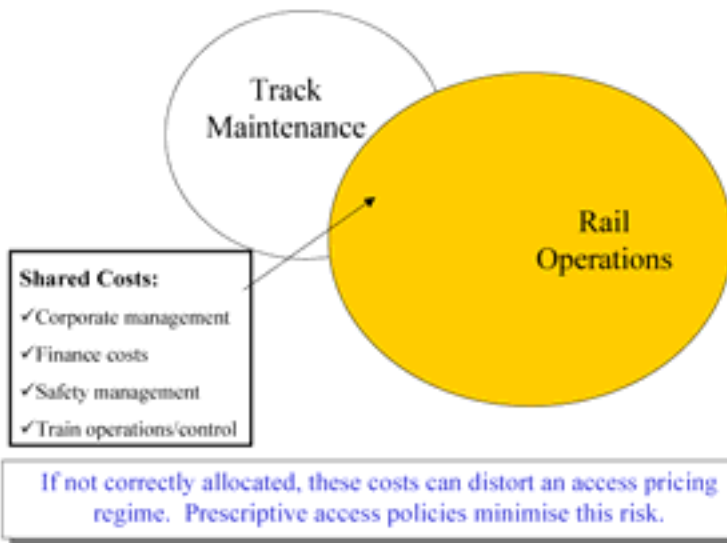 Track
Maintenance
Rail
Operations
Shared Costs:
✓Corporate management
✓Finance costs
✓Safety management
✓Train operations/control
If not correctly allocated, these costs can distort an access pricing
regime. Prescriptive access policies minimise this risk.